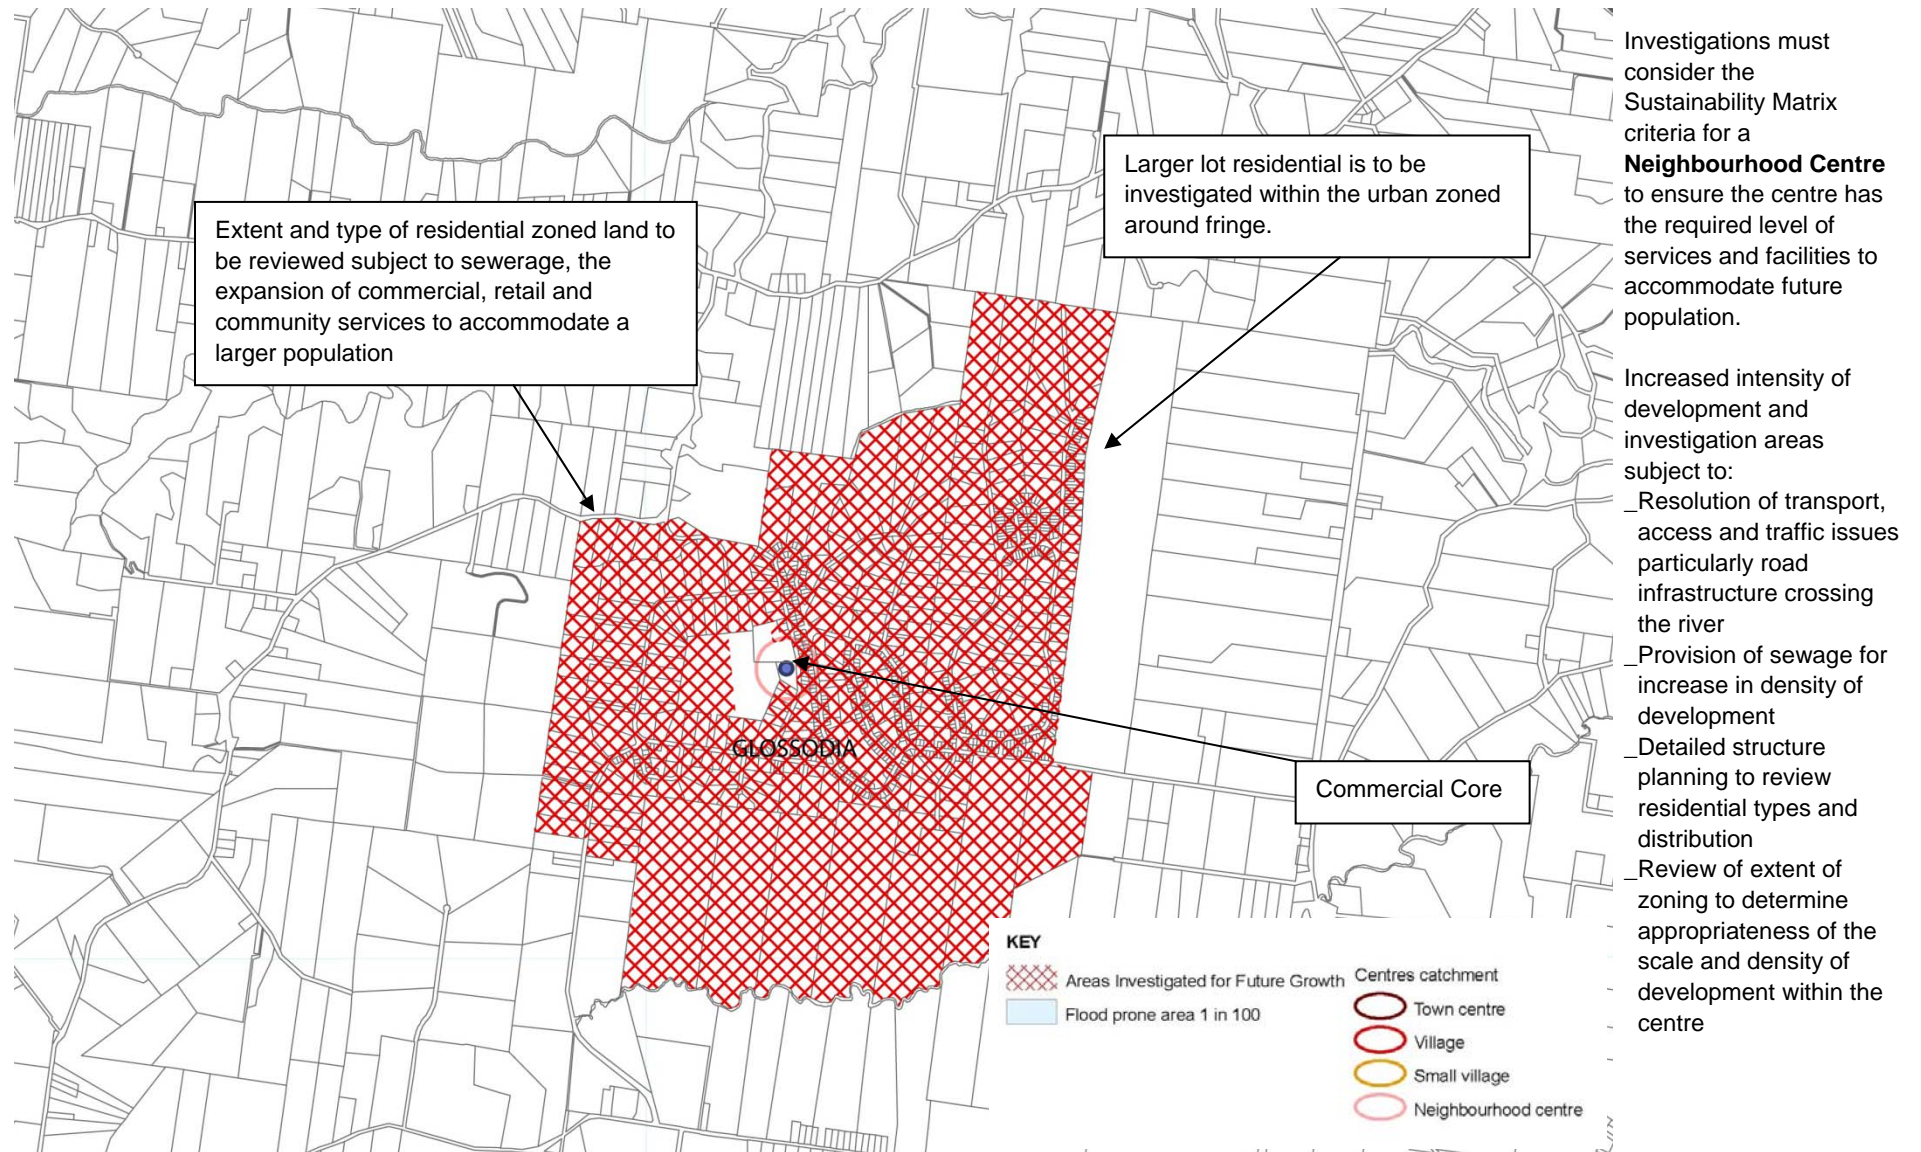 Investigations must
consider the
Sustainability Matrix
criteria for a
Neighbourhood Centre
to ensure the centre has
the required level of
services and facilities to
accommodate future
population.
Increased intensity of
development and
investigation areas
subject to:
_Resolution of transport,
access and traffic issues
particularly road
infrastructure crossing
the river
_Provision of sewage for
increase in density of
development
_Detailed structure
planning to review
residential types and
distribution
_Review of extent of
zoning to determine
appropriateness of the
scale and density of
development within the
centre
Larger lot residential is to be
investigated within the urban zoned
around fringe.
Extent and type of residential zoned land to
be reviewed subject to sewerage, the
expansion of commercial, retail and
community services to accommodate a
larger population
GLOSSODIA
Commercial Core
KEY
Areas Investigated for Future Growth
Flood prone area 1 in 100
Centres catchment
Town centre
Village
Small village
Neighbourhood centre